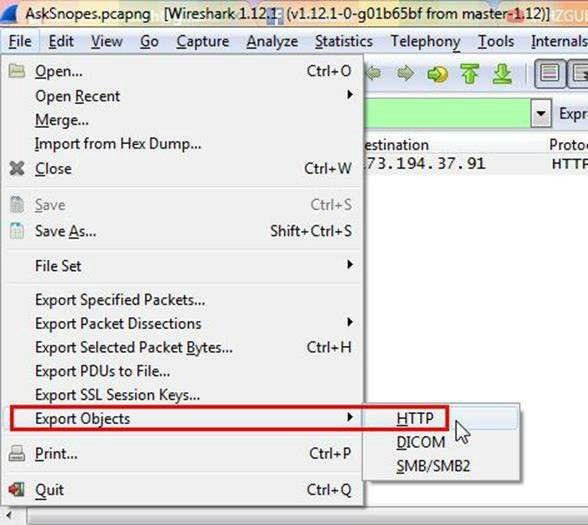 AskSnopes.pcapng [Wireshark 1.12.1 (v1.12.1-0-g01b65bf from master-1.12)]
File Edit View Go Capture Analyze Statistics Telephony Tools Internals
Open... Ctrl+O
Open Recent
Merge...
Import from Hex Dump...
Close Ctrl+W
Save Ctrl+S
Save As... Shift+Ctrl+S
File Set
Export Specified Packets...
Export Packet Dissections
Export Selected Packet Bytes... Ctrl+H
Export PDUs to File...
Export SSL Session Keys...
Export Objects
Print... Ctrl+P
Quit Ctrl+Q
HTTP
DICOM
SMB/SMB2
Expr
estination Proto
73.194.37.91 HTTP